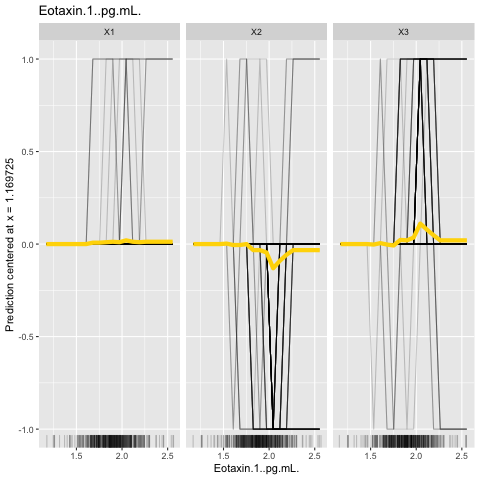 Eotaxin.1..pg.mL.
X1 X2 X3
Prediction centered at x = 1.169725
1.0
0.5
0.0
-0.5
-1.0
1.5 2.0 2.5 1.5 2.0 2.5 1.5 2.0 2.5
Eotaxin.1..pg.mL.